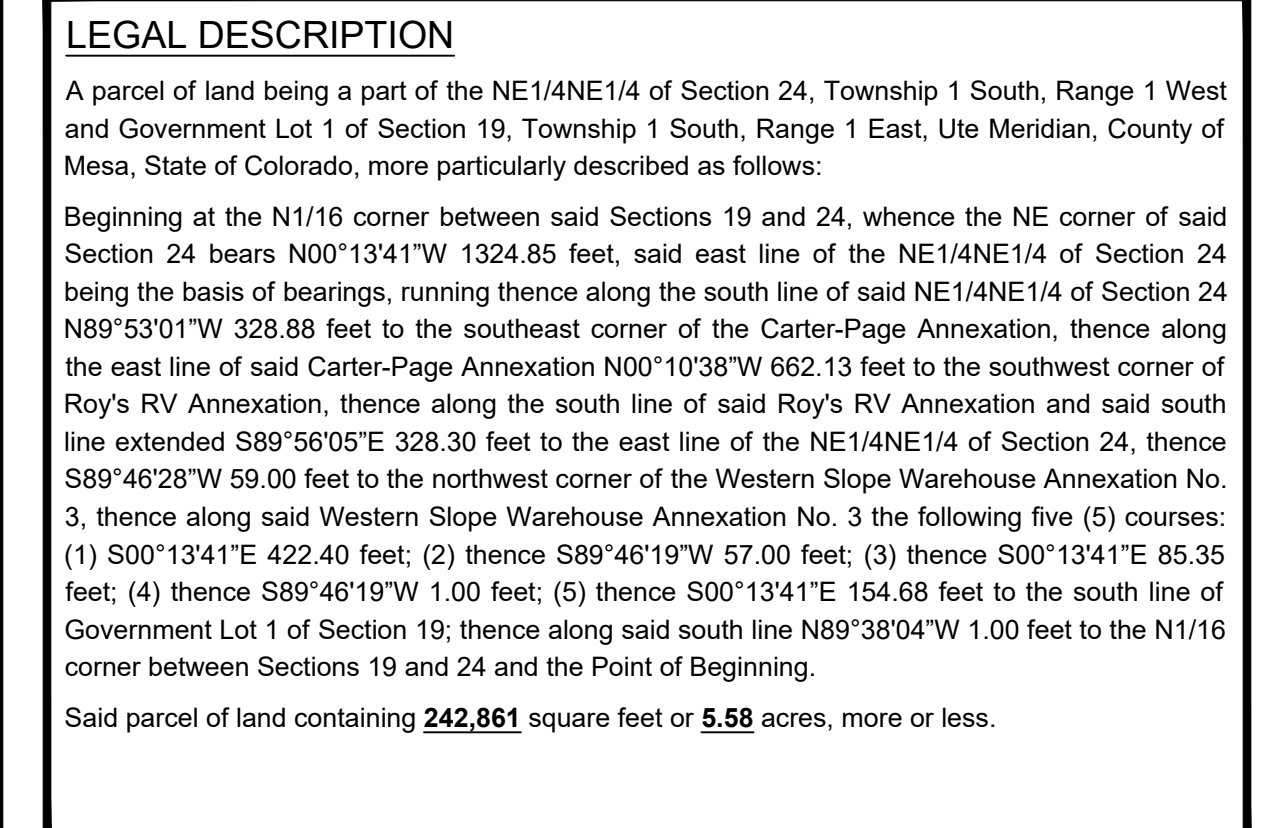 LEGAL DESCRIPTION
A parcel of land being a part of the NE1/4NE1/4 of Section 24, Township 1 South, Range 1 West
and Government Lot 1 of Section 19, Township 1 South, Range 1 East, Ute Meridian, County of
Mesa, State of Colorado, more particularly described as follows:
Beginning at the N1/16 corner between said Sections 19 and 24, whence the NE corner of said
Section 24 bears N00°13'41”W 1324.85 feet, said east line of the NE1/4NE1/4 of Section 24
being the basis of bearings, running thence along the south line of said NE1/4NE1/4 of Section 24
N89°53'01”W 328.88 feet to the southeast corner of the Carter-Page Annexation, thence along
the east line of said Carter-Page Annexation N00°10'38”W 662.13 feet to the southwest corner of
Roy's RV Annexation, thence along the south line of said Roy's RV Annexation and said south
line extended S89°56'05”E 328.30 feet to the east line of the NE1/4NE1/4 of Section 24, thence
S89°46'28”W 59.00 feet to the northwest corner of the Western Slope Warehouse Annexation No.
3, thence along said Western Slope Warehouse Annexation No. 3 the following five (5) courses:
(1) S00°13'41”E 422.40 feet; (2) thence S89°46'19”W 57.00 feet; (3) thence S00°13'41”E 85.35
feet; (4) thence S89°46'19”W 1.00 feet; (5) thence S00°13'41”E 154.68 feet to the south line of
Government Lot 1 of Section 19; thence along said south line N89°38'04”W 1.00 feet to the N1/16
corner between Sections 19 and 24 and the Point of Beginning.
Said parcel of land containing 242,861 square feet or 5.58 acres, more or less.